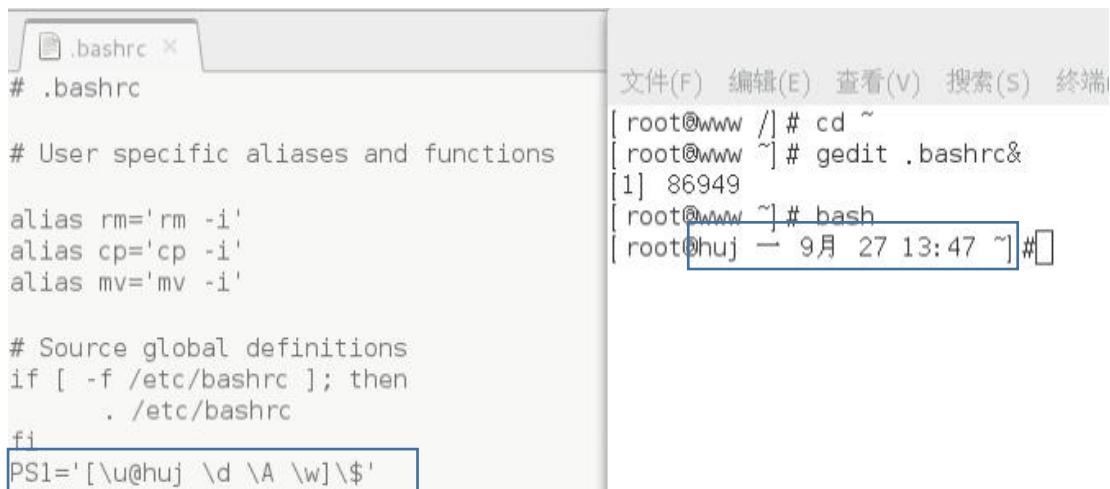 .bashrc ×
# .bashrc
# User specific aliases and functions
alias rm='rm -i'
alias cp='cp -i'
alias mv='mv -i'
# Source global definitions
if [ -f /etc/bashrc ]; then
. /etc/bashrc
fi
PS1='[\u@huj \d \A \w]\$'
文件(F) 编辑(E) 查看(V) 搜索(S) 终端(
[root@www /]# cd ~
[root@www ~]# gedit .bashrc&
[1] 86949
[root@www ~]# bash
[root@huj 一 9月 27 13:47 ~]#